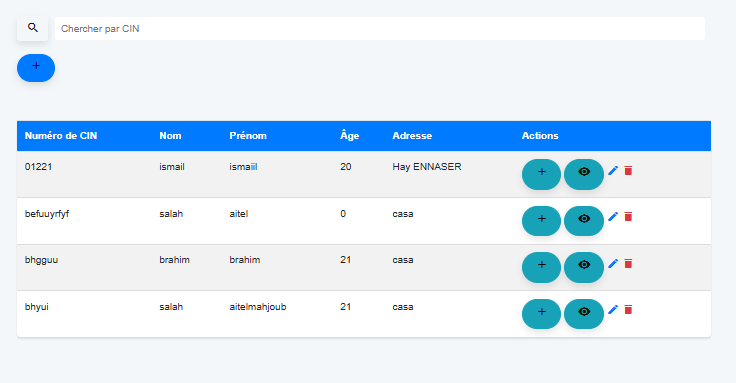 Chercher par CIN
Numéro de CIN Nom Prénom Âge Adresse Actions
01221 ismail ismaiil 20 Hay ENNASER
befuuyrfyf salah aitel 0 casa
bhgguu brahim brahim 21 casa
bhyui salah aitelmahjoub 21 casa